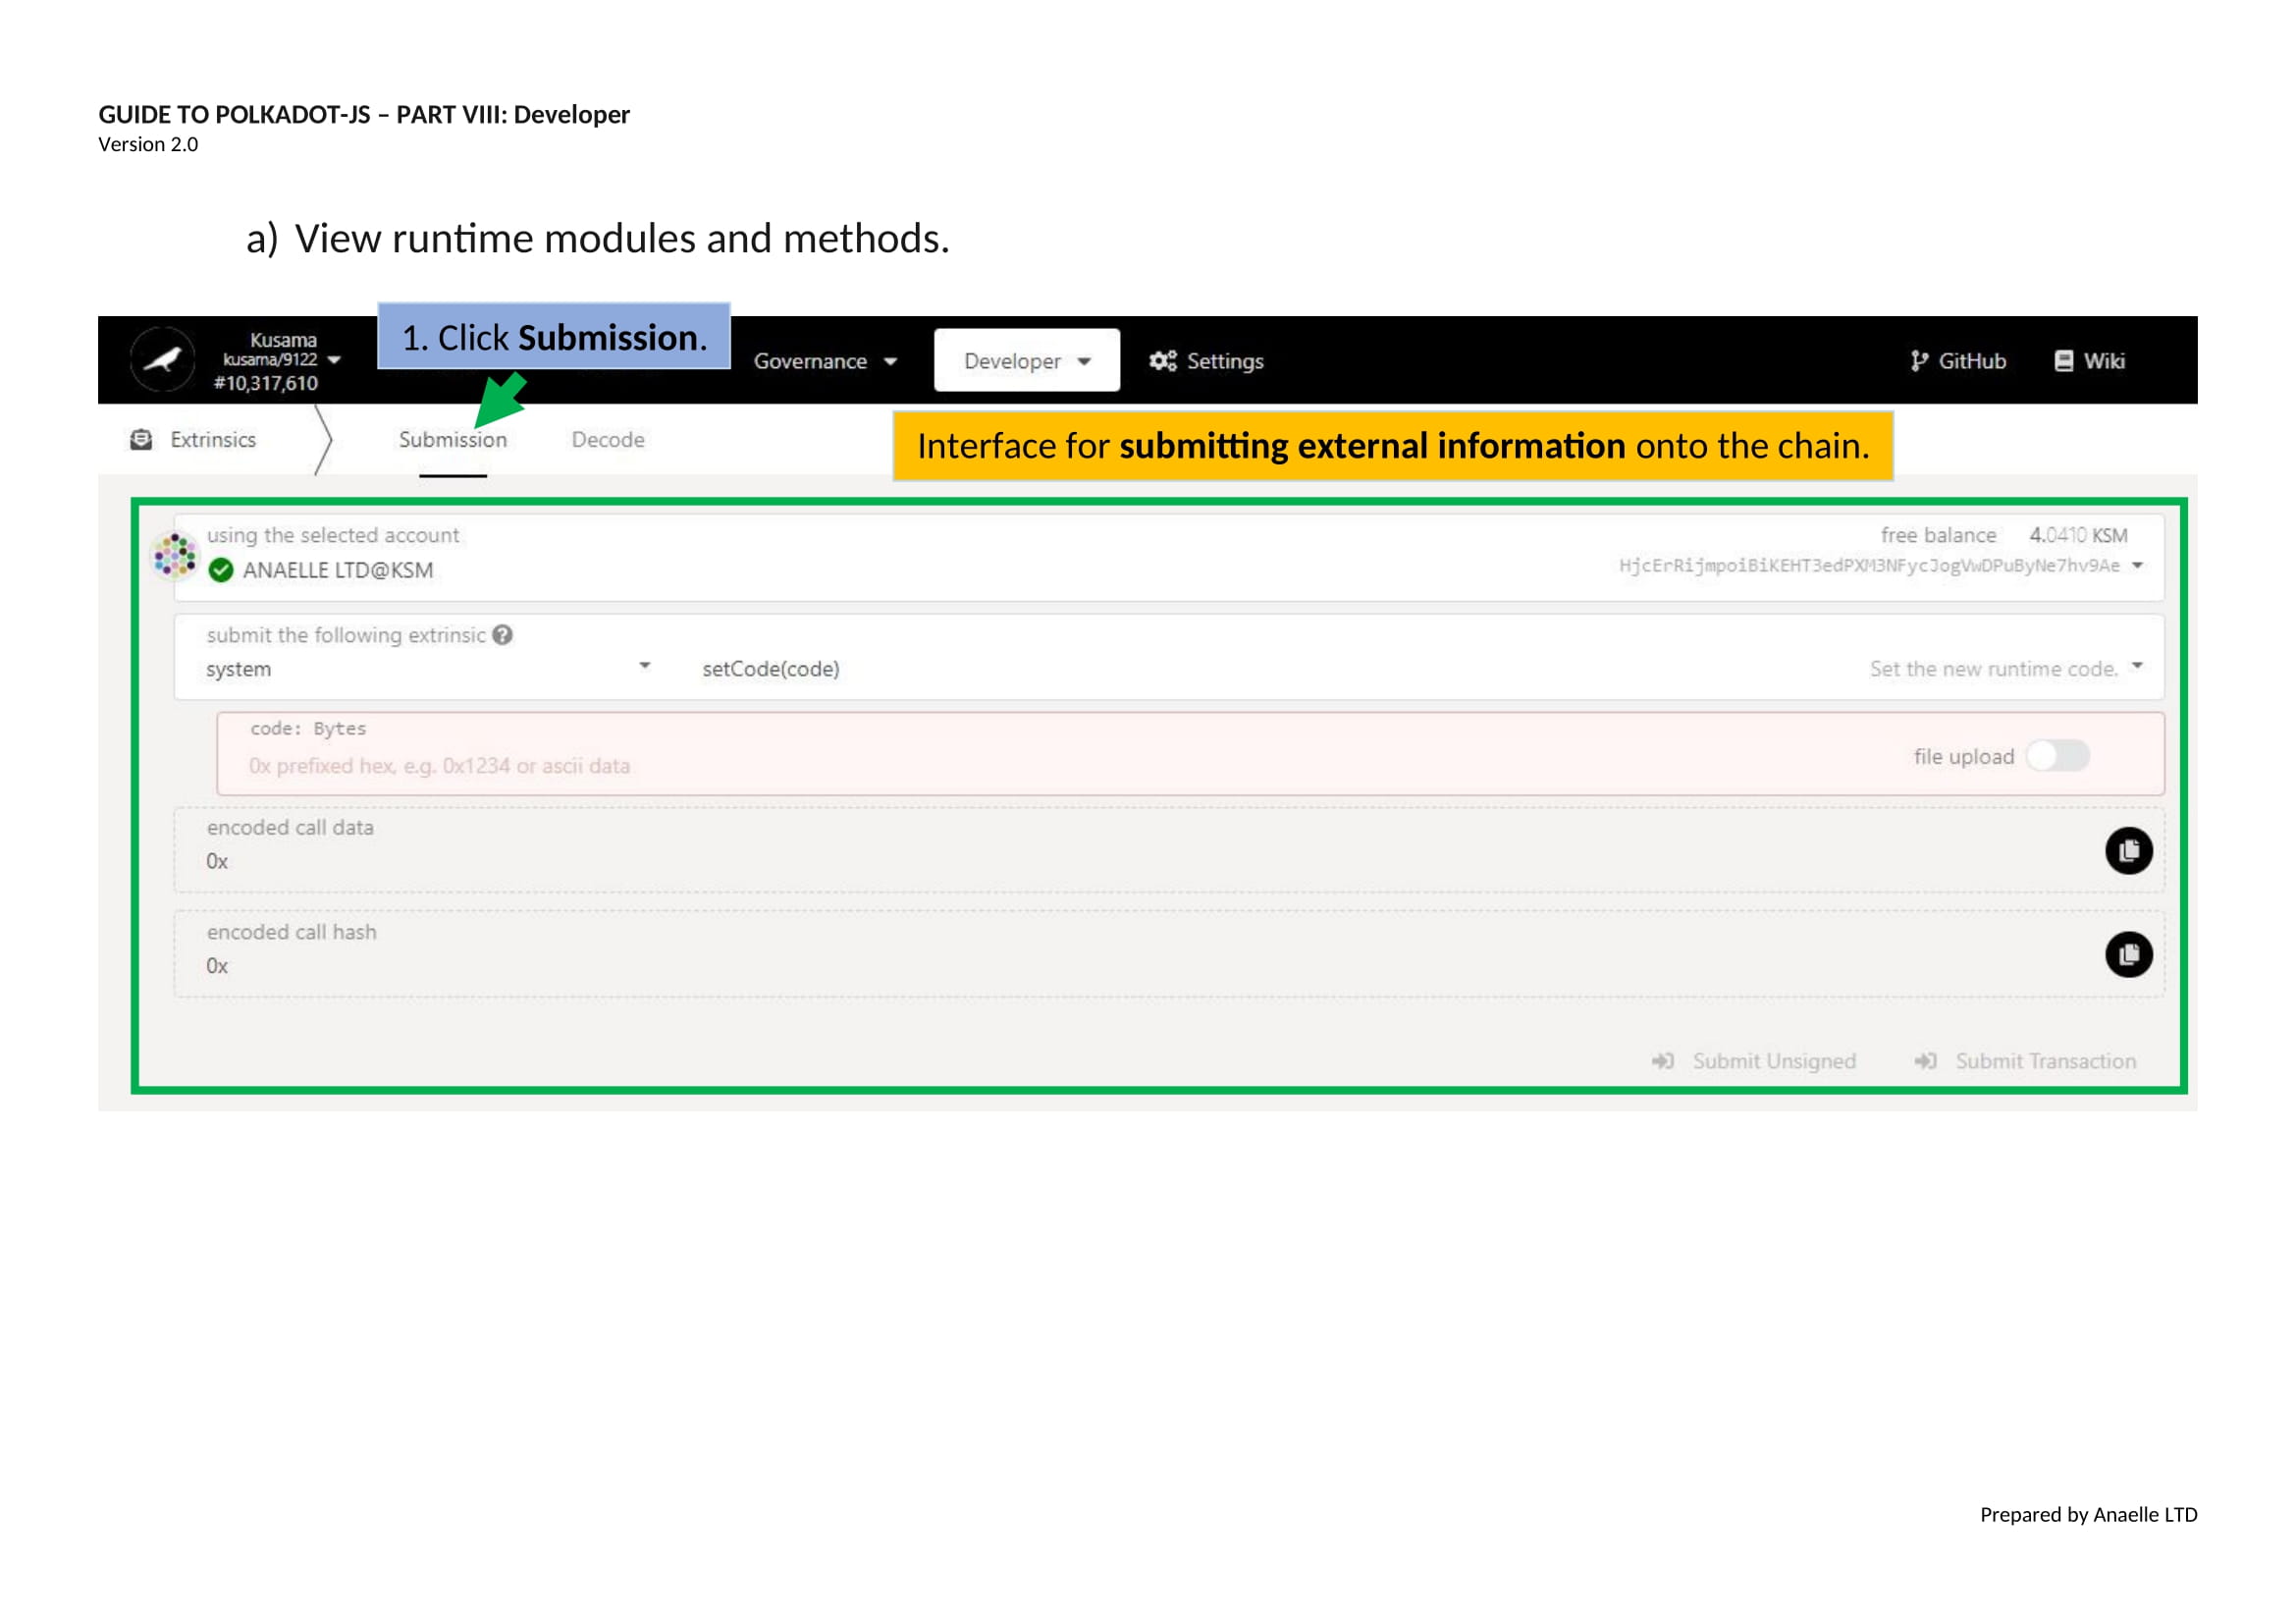 GUIDE TO POLKADOT-JS – PART VIII: Developer
Version 2.0
a) View runtime modules and methods.
1. Click Submission.
Kusama
kusama/9122
#10,317,610
Governance
Developer
Settings
GitHub
Wiki
Extrinsics
Submission
Decode
Interface for submitting external information onto the chain.
using the selected account
ANAELLE LTD@KSM
free balance 4.0410 KSM
HjcErRijmpoiBiKEHT3edPXM3NFycJogVwDPuByNe7hv9Ae
submit the following extrinsic
system
setCode(code)
Set the new runtime code.
code: Bytes
0x prefixed hex, e.g. 0x1234 or ascii data
file upload
encoded call data
0x
encoded call hash
0x
Submit Unsigned
Submit Transaction
Prepared by Anaelle LTD